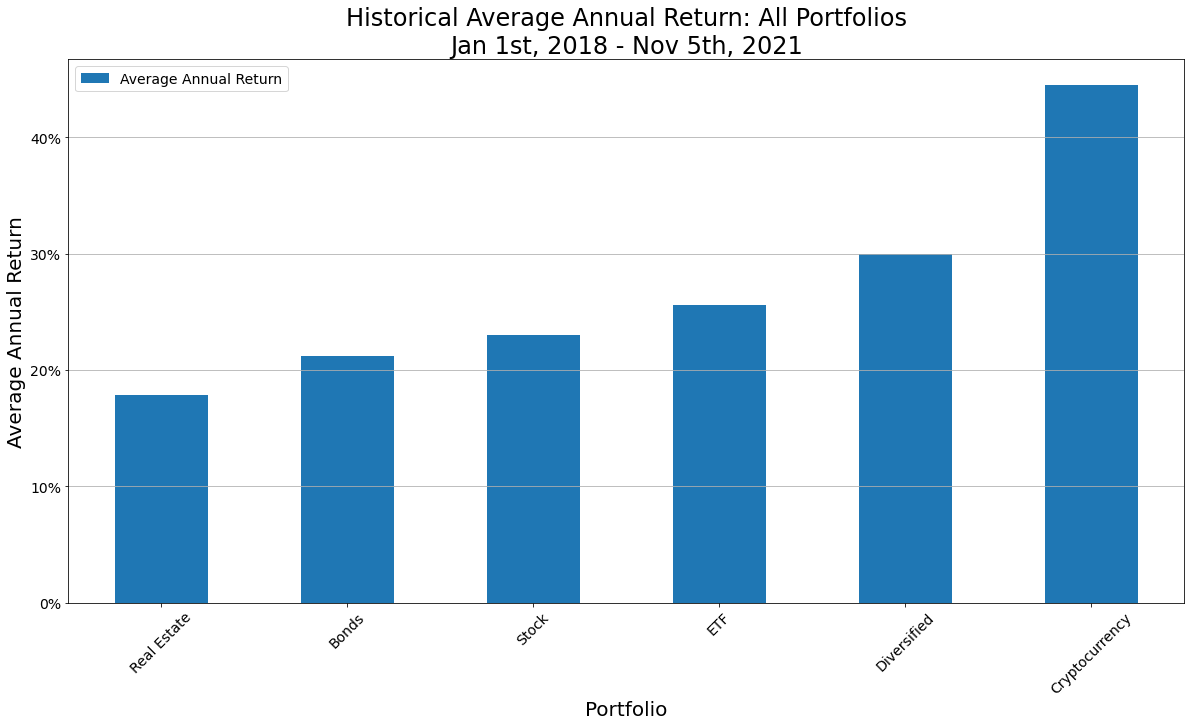 Historical Average Annual Return: All Portfolios
Jan 1st, 2018 - Nov 5th, 2021
Average Annual Return
Average Annual Return
40%
30%
20%
10%
0%
Real Estate
Bonds
Stock
ETF
Diversified
Cryptocurrency
Portfolio